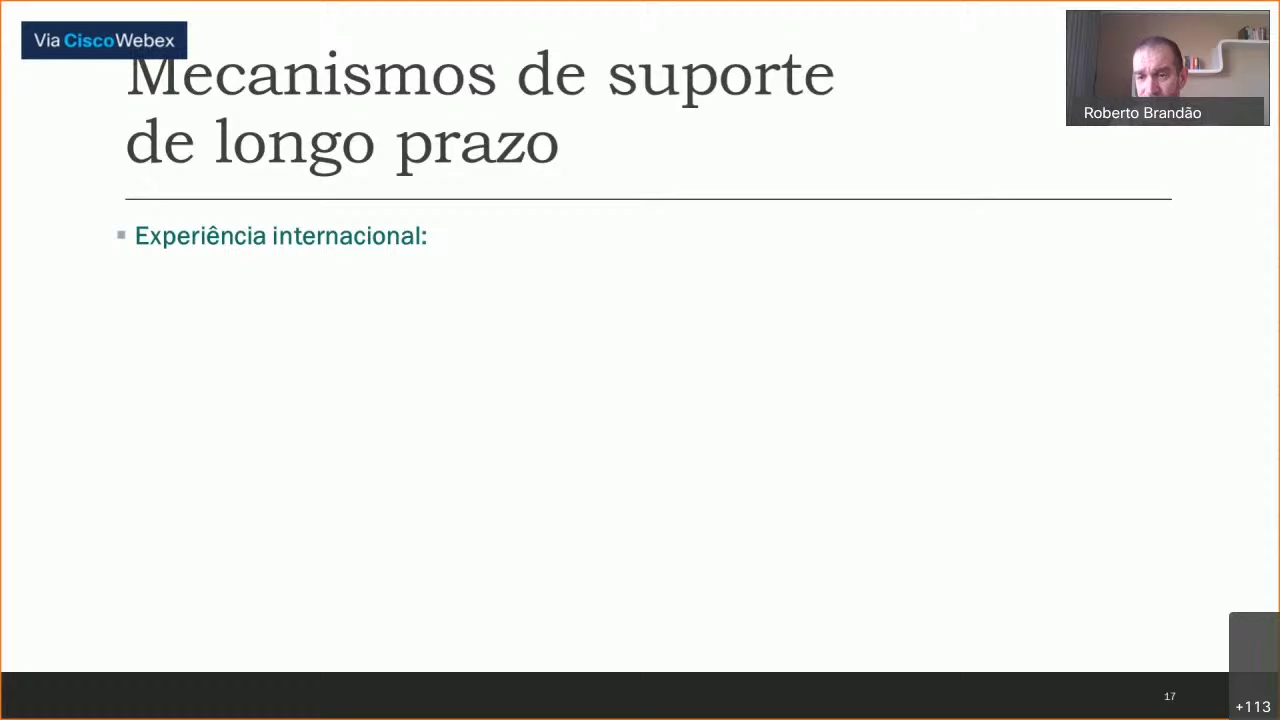 Via CiscoWebex
Mecanismos de suporte
de longo prazo
Roberto Brandão
Experiência internacional:
17
+113